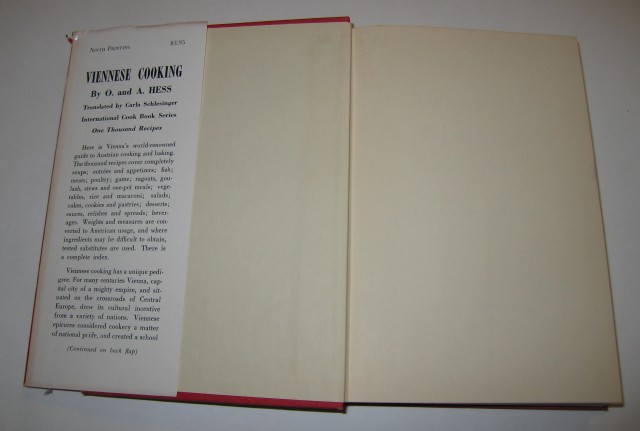 Ninth Printing $3.95
VIENNESE COOKING
By O. and A. HESS
Translated by Carla Schlesinger
International Cook Book Series
One Thousand Recipes
Here is Vienna's world-renowned
guide to Austrian cooking and baking.
The thousand recipes cover completely
soups; entrées and appetizers; fish;
meats; poultry; game; ragouts, gou-
lash, stews and one-pot meals; vege-
tables, rice and macaroni; salads;
cakes, cookies and pastries; desserts;
sauces, relishes and spreads; bever-
ages. Weights and measures are con-
verted to American usage, and where
ingredients may be difficult to obtain,
tested substitutes are used. There is
a complete index.
Viennese cooking has a unique pedi-
gree. For many centuries Vienna, cap-
ital city of a mighty empire, and sit-
uated on the crossroads of Central
Europe, drew its cultural incentive
from a variety of nations. Viennese
epicures considered cookery a matter
of national pride, and created a school
(Continued on back flap)